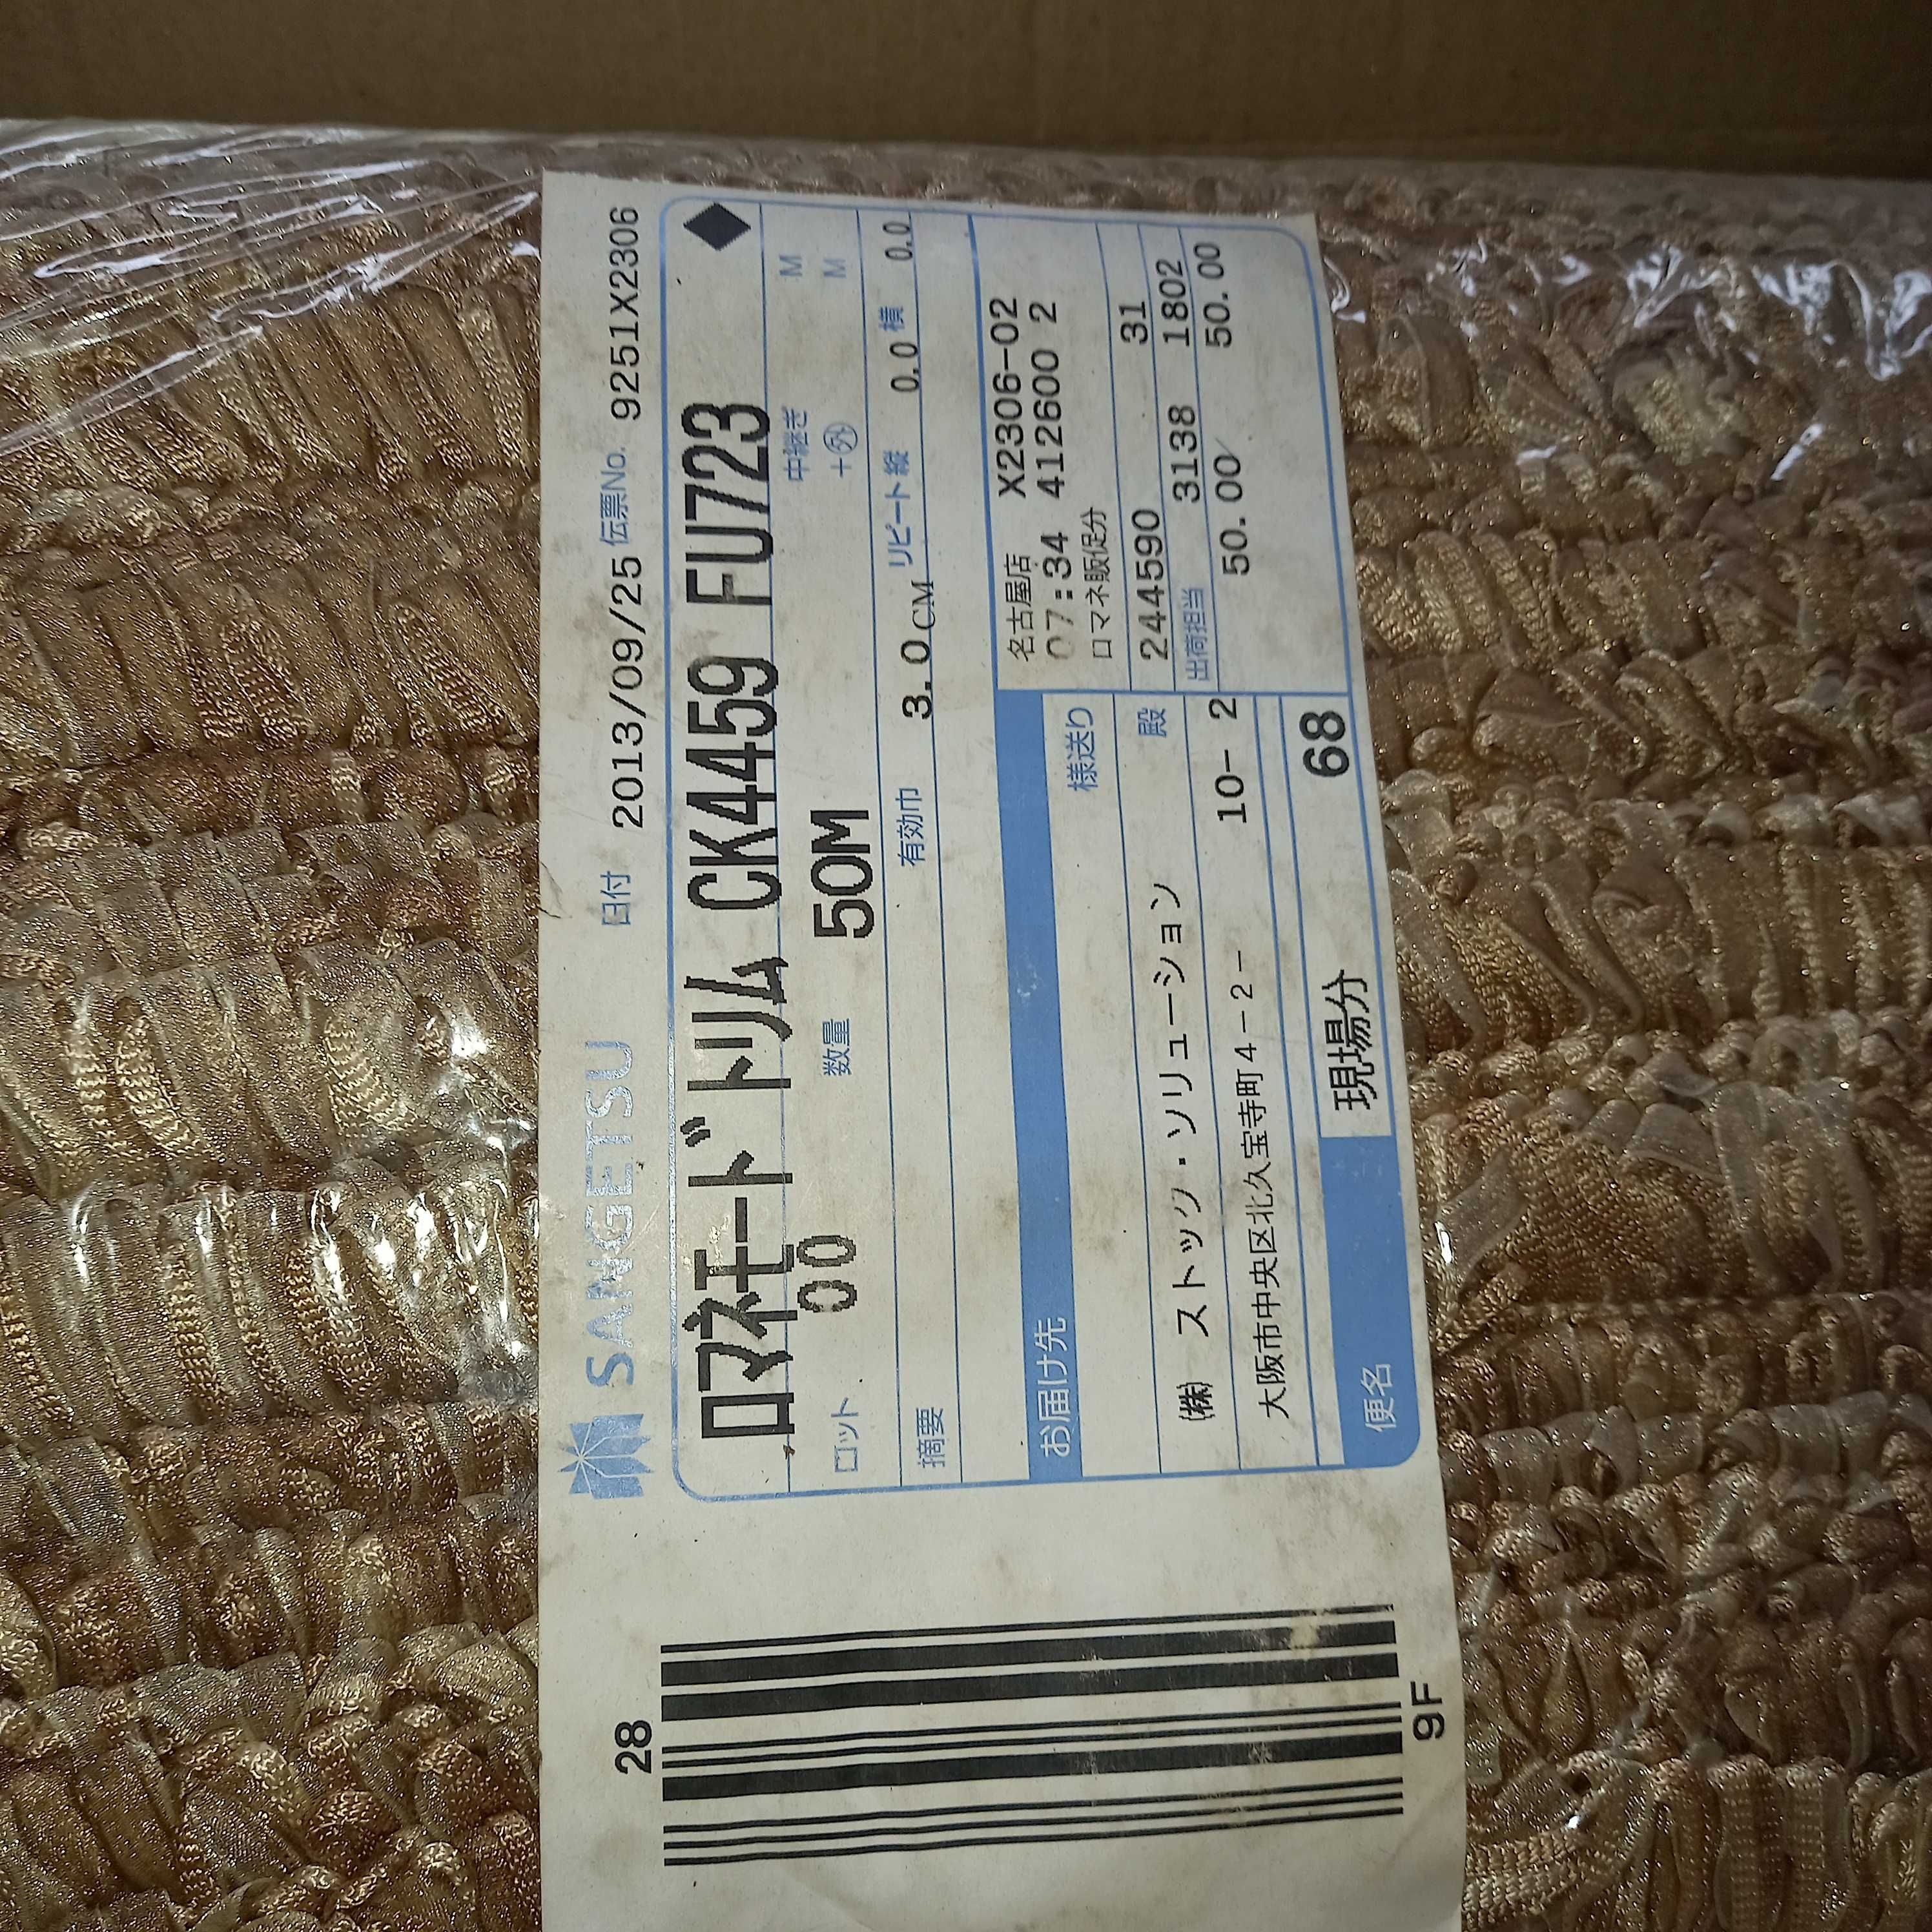 SANGETSU 日付 2013/09/25 伝票No. 9251X2306
ロマネモード トリム CK4459 FU723
ロット 00 数量 50M 中継ぎ M
+外 M
摘要 有効巾 3.0CM リピート縦 0.0 横 0.0
お届け先
様送り
殿
㈱ ストック・ソリューション
大阪市中央区北久宝寺町4-2- 10- 2
便名 現場分 68
名古屋店 X2306-02
07:34 412600 2
ロマネ販促分
2444590 31
出荷担当 3138 1802
50.00 50.00
28
9F